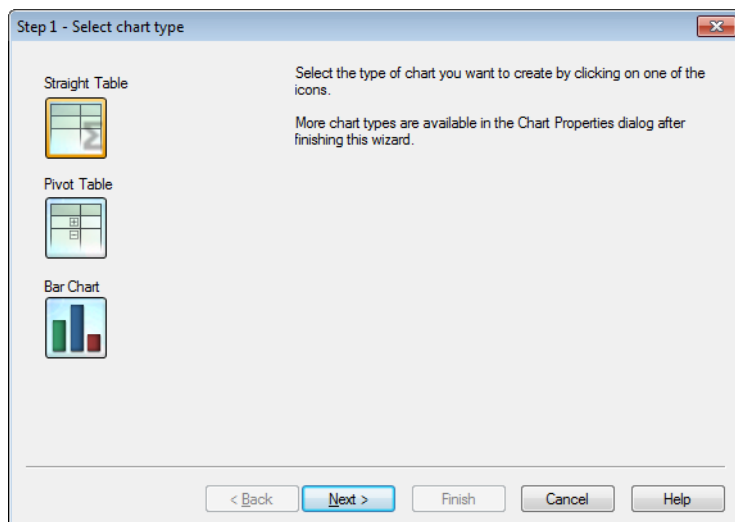 Step 1 - Select chart type
Straight Table
Select the type of chart you want to create by clicking on one of the
icons.
More chart types are available in the Chart Properties dialog after
finishing this wizard.
Σ
Pivot Table
Bar Chart
< Back
Next >
Finish
Cancel
Help